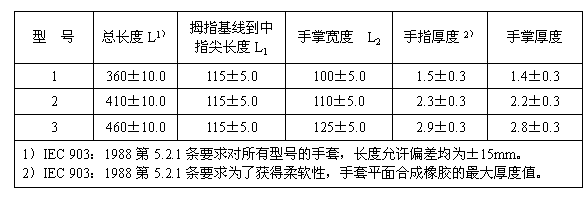 型 号 总长度 L1) 拇指基线到中指尖长度 L1 手掌宽度 L2 手指厚度 2) 手掌厚度
1 360±10.0 115±5.0 100±5.0 1.5±0.3 1.4±0.3
2 410±10.0 115±5.0 110±5.0 2.3±0.3 2.2±0.3
3 460±10.0 115±5.0 125±5.0 2.9±0.3 2.8±0.3
1）IEC 903：1988 第 5.2.1 条要求对所有型号的手套，长度允许偏差均为±15mm。
2）IEC 903：1988 第 5.2.1 条要求为了获得柔软性，手套平面合成橡胶的最大厚度值。